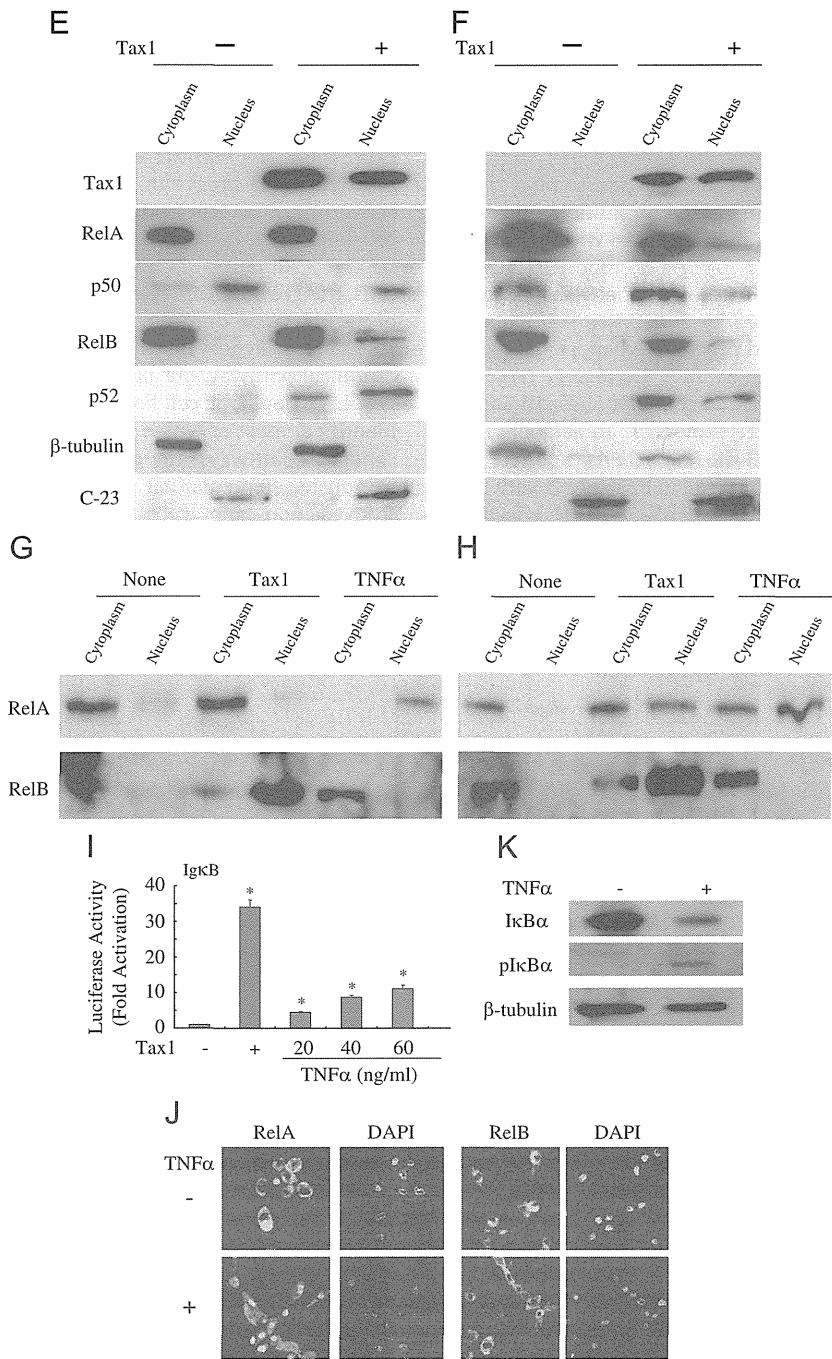 E
F
Tax1 − +
Tax1 − +
Cytoplasm Nucleus Cytoplasm Nucleus
Cytoplasm Nucleus Cytoplasm Nucleus
Tax1
RelA
p50
RelB
p52
β-tubulin
C-23
G
H
None Tax1 TNFα
None Tax1 TNFα
Cytoplasm Nucleus Cytoplasm Nucleus Cytoplasm Nucleus
Cytoplasm Nucleus Cytoplasm Nucleus Cytoplasm Nucleus
RelA
RelB
I
IgκB
Luciferase Activity
(Fold Activation)
40
30
20
10
0
* * * *
Tax1 - + 20 40 60
TNFα (ng/ml)
K
TNFα - +
IκBα
pIκBα
β-tubulin
J
RelA DAPI RelB DAPI
TNFα
-
+